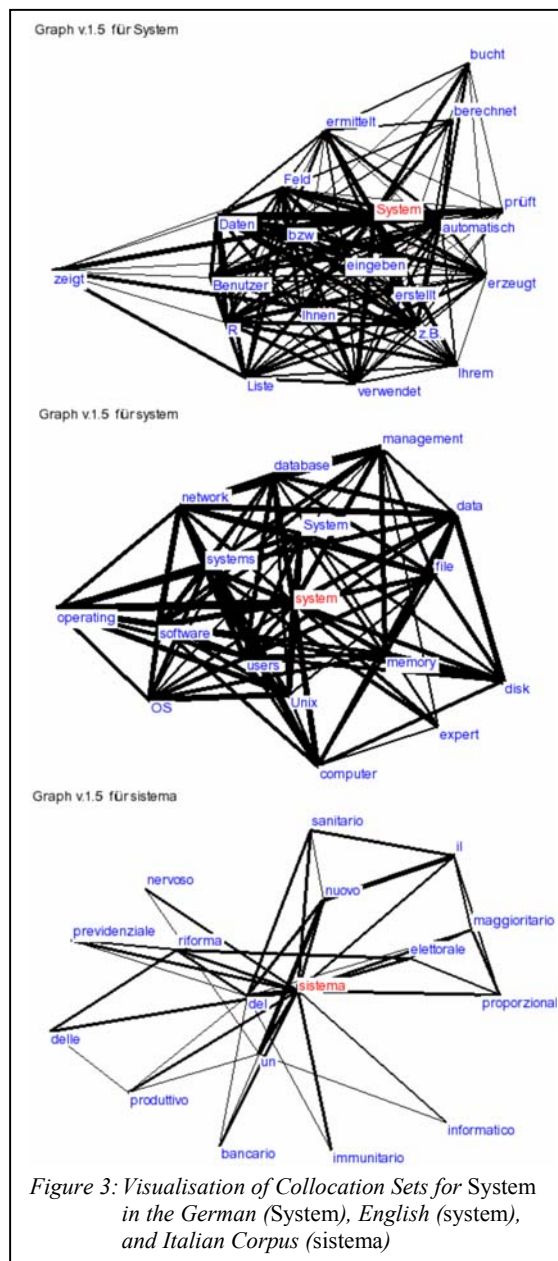 Graph v.1.5 für System
bucht
berechnet
ermittelt
Feld
System
prüft
Daten
automatisch
bzw
eingeben
zeigt
Benutzer
erstellt
erzeugt
Ihnen
R
z.B.
Ihrem
Liste
verwendet
Graph v.1.5 für system
management
database
network
data
System
systems
file
system
operating
software
users
memory
disk
OS
Unix
expert
computer
Graph v.1.5 für sistema
sanitario
il
nervoso
nuovo
maggioritario
previdenziale
riforma
elettorale
sistema
del
proporzional
delle
un
produttivo
informatico
bancario
immunitario
Figure 3: Visualisation of Collocation Sets for System
in the German (System), English (system),
and Italian Corpus (sistema)